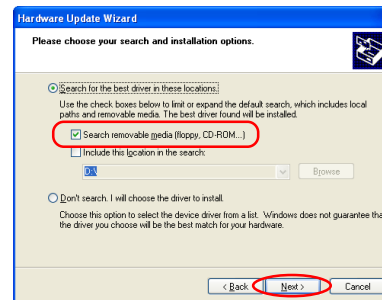 Hardware Update Wizard
Please choose your search and installation options.
Search for the best driver in these locations.
Use the check boxes below to limit or expand the default search, which includes local
paths and removable media. The best driver found will be installed.
Search removable media (floppy, CD-ROM...)
Include this location in the search:
D:\
Browse
Don't search. I will choose the driver to install.
Choose this option to select the device driver from a list. Windows does not guarantee tha
the driver you choose will be the best match for your hardware.
< Back
Next >
Cancel